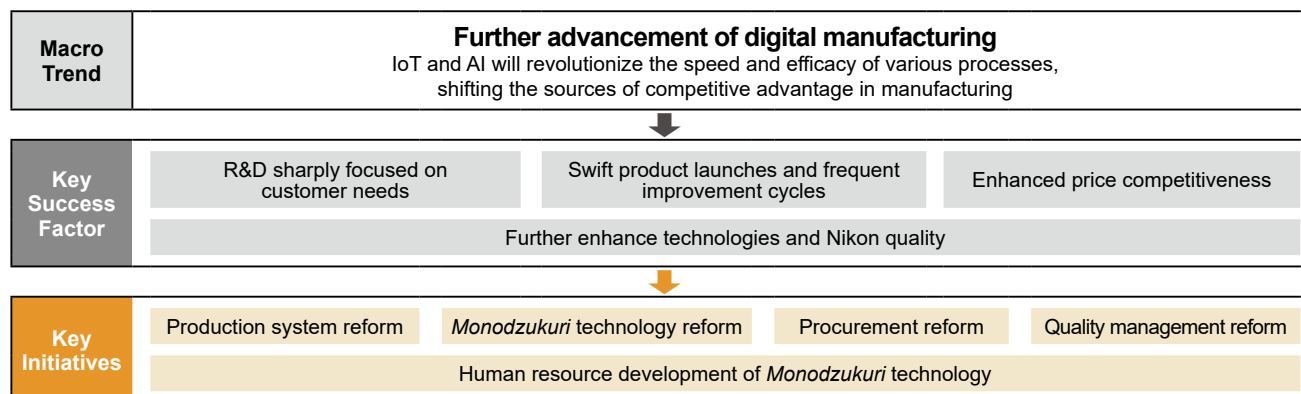 Macro
Trend
Further advancement of digital manufacturing
IoT and AI will revolutionize the speed and efficacy of various processes,
shifting the sources of competitive advantage in manufacturing
Key
Success
Factor
R&D sharply focused on
customer needs
Swift product launches and frequent
improvement cycles
Enhanced price competitiveness
Further enhance technologies and Nikon quality
Key
Initiatives
Production system reform
Monodzukuri technology reform
Procurement reform
Quality management reform
Human resource development of Monodzukuri technology